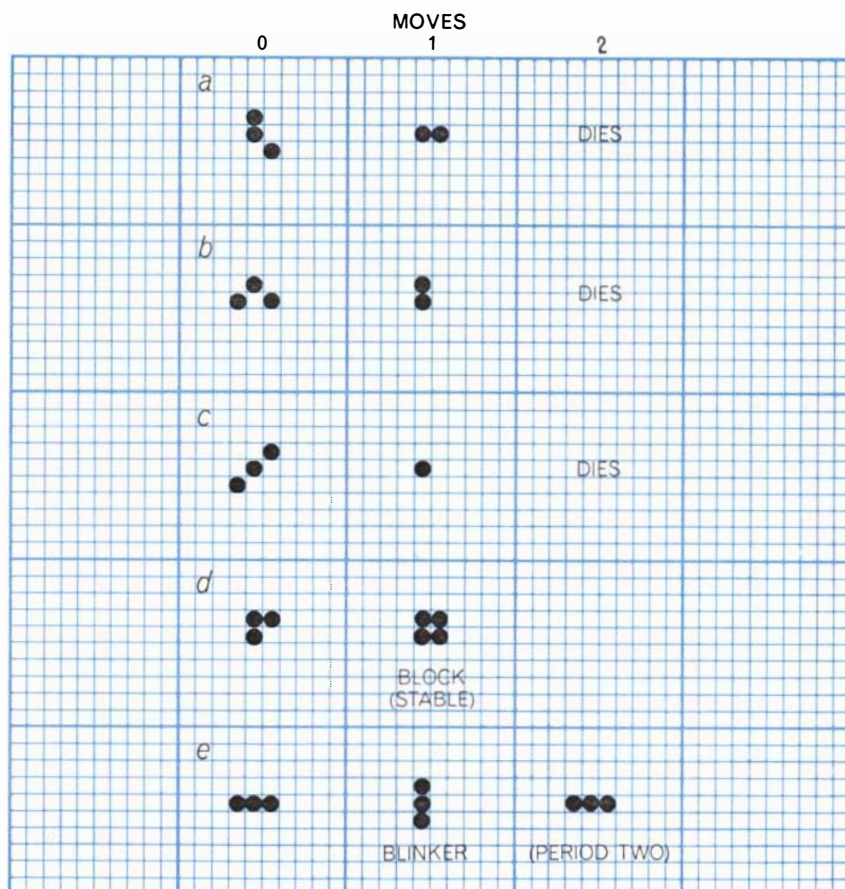 MOVES
0 1 2
a
DIES
b
DIES
c
DIES
d
BLOCK
(STABLE)
e
BLINKER (PERIOD TWO)